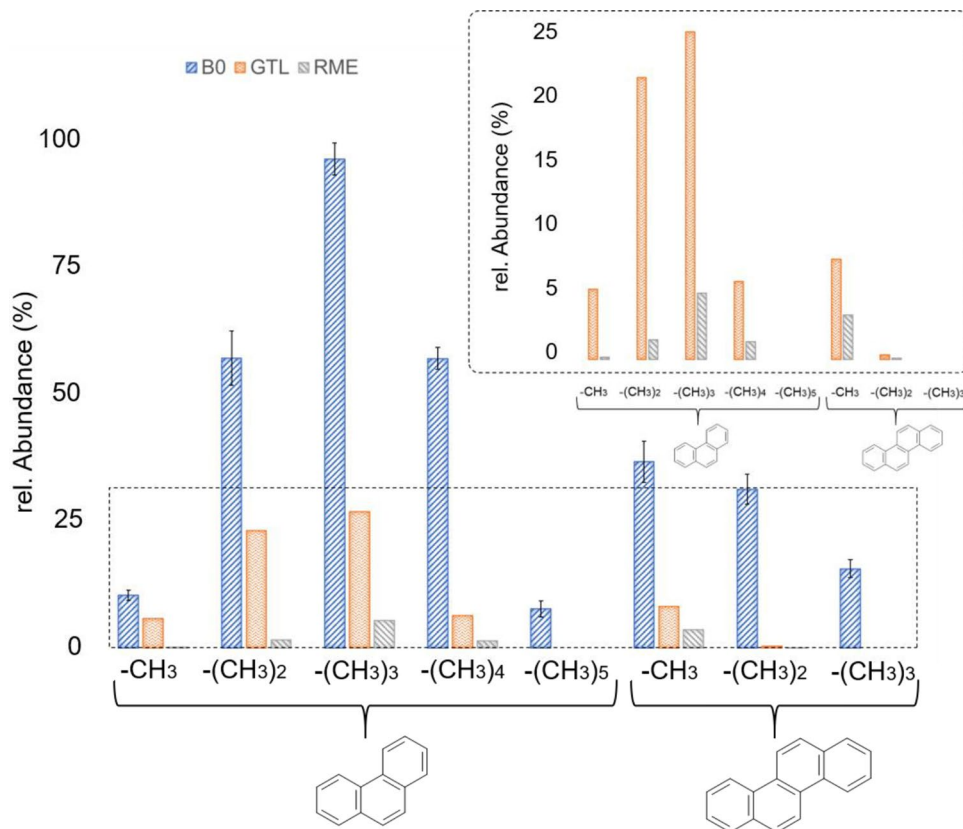 B0 GTL RME
rel. Abundance (%)
100
75
50
25
0
-CH3 -(CH3)2 -(CH3)3 -(CH3)4 -(CH3)5 -CH3 -(CH3)2 -(CH3)3
rel. Abundance (%)
25
20
15
10
5
0
-CH3 -(CH3)2 -(CH3)3 -(CH3)4 -(CH3)5 -CH3 -(CH3)2 -(CH3)3